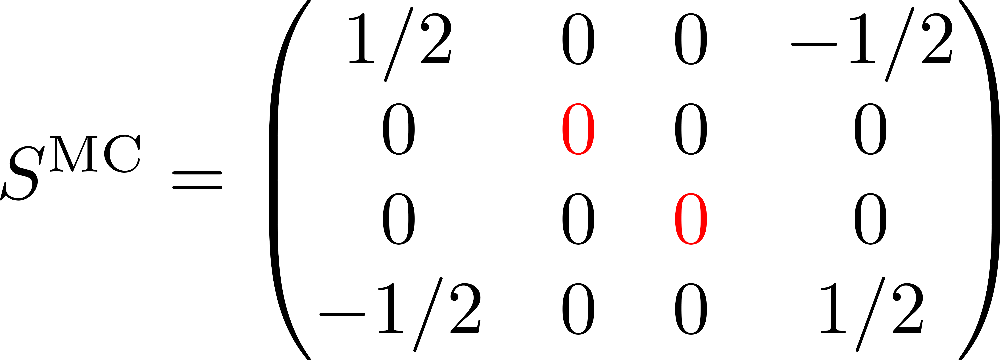 1/2 0 0 −1/2
0 0 0 0
S^MC =
0 0 0 0
−1/2 0 0 1/2